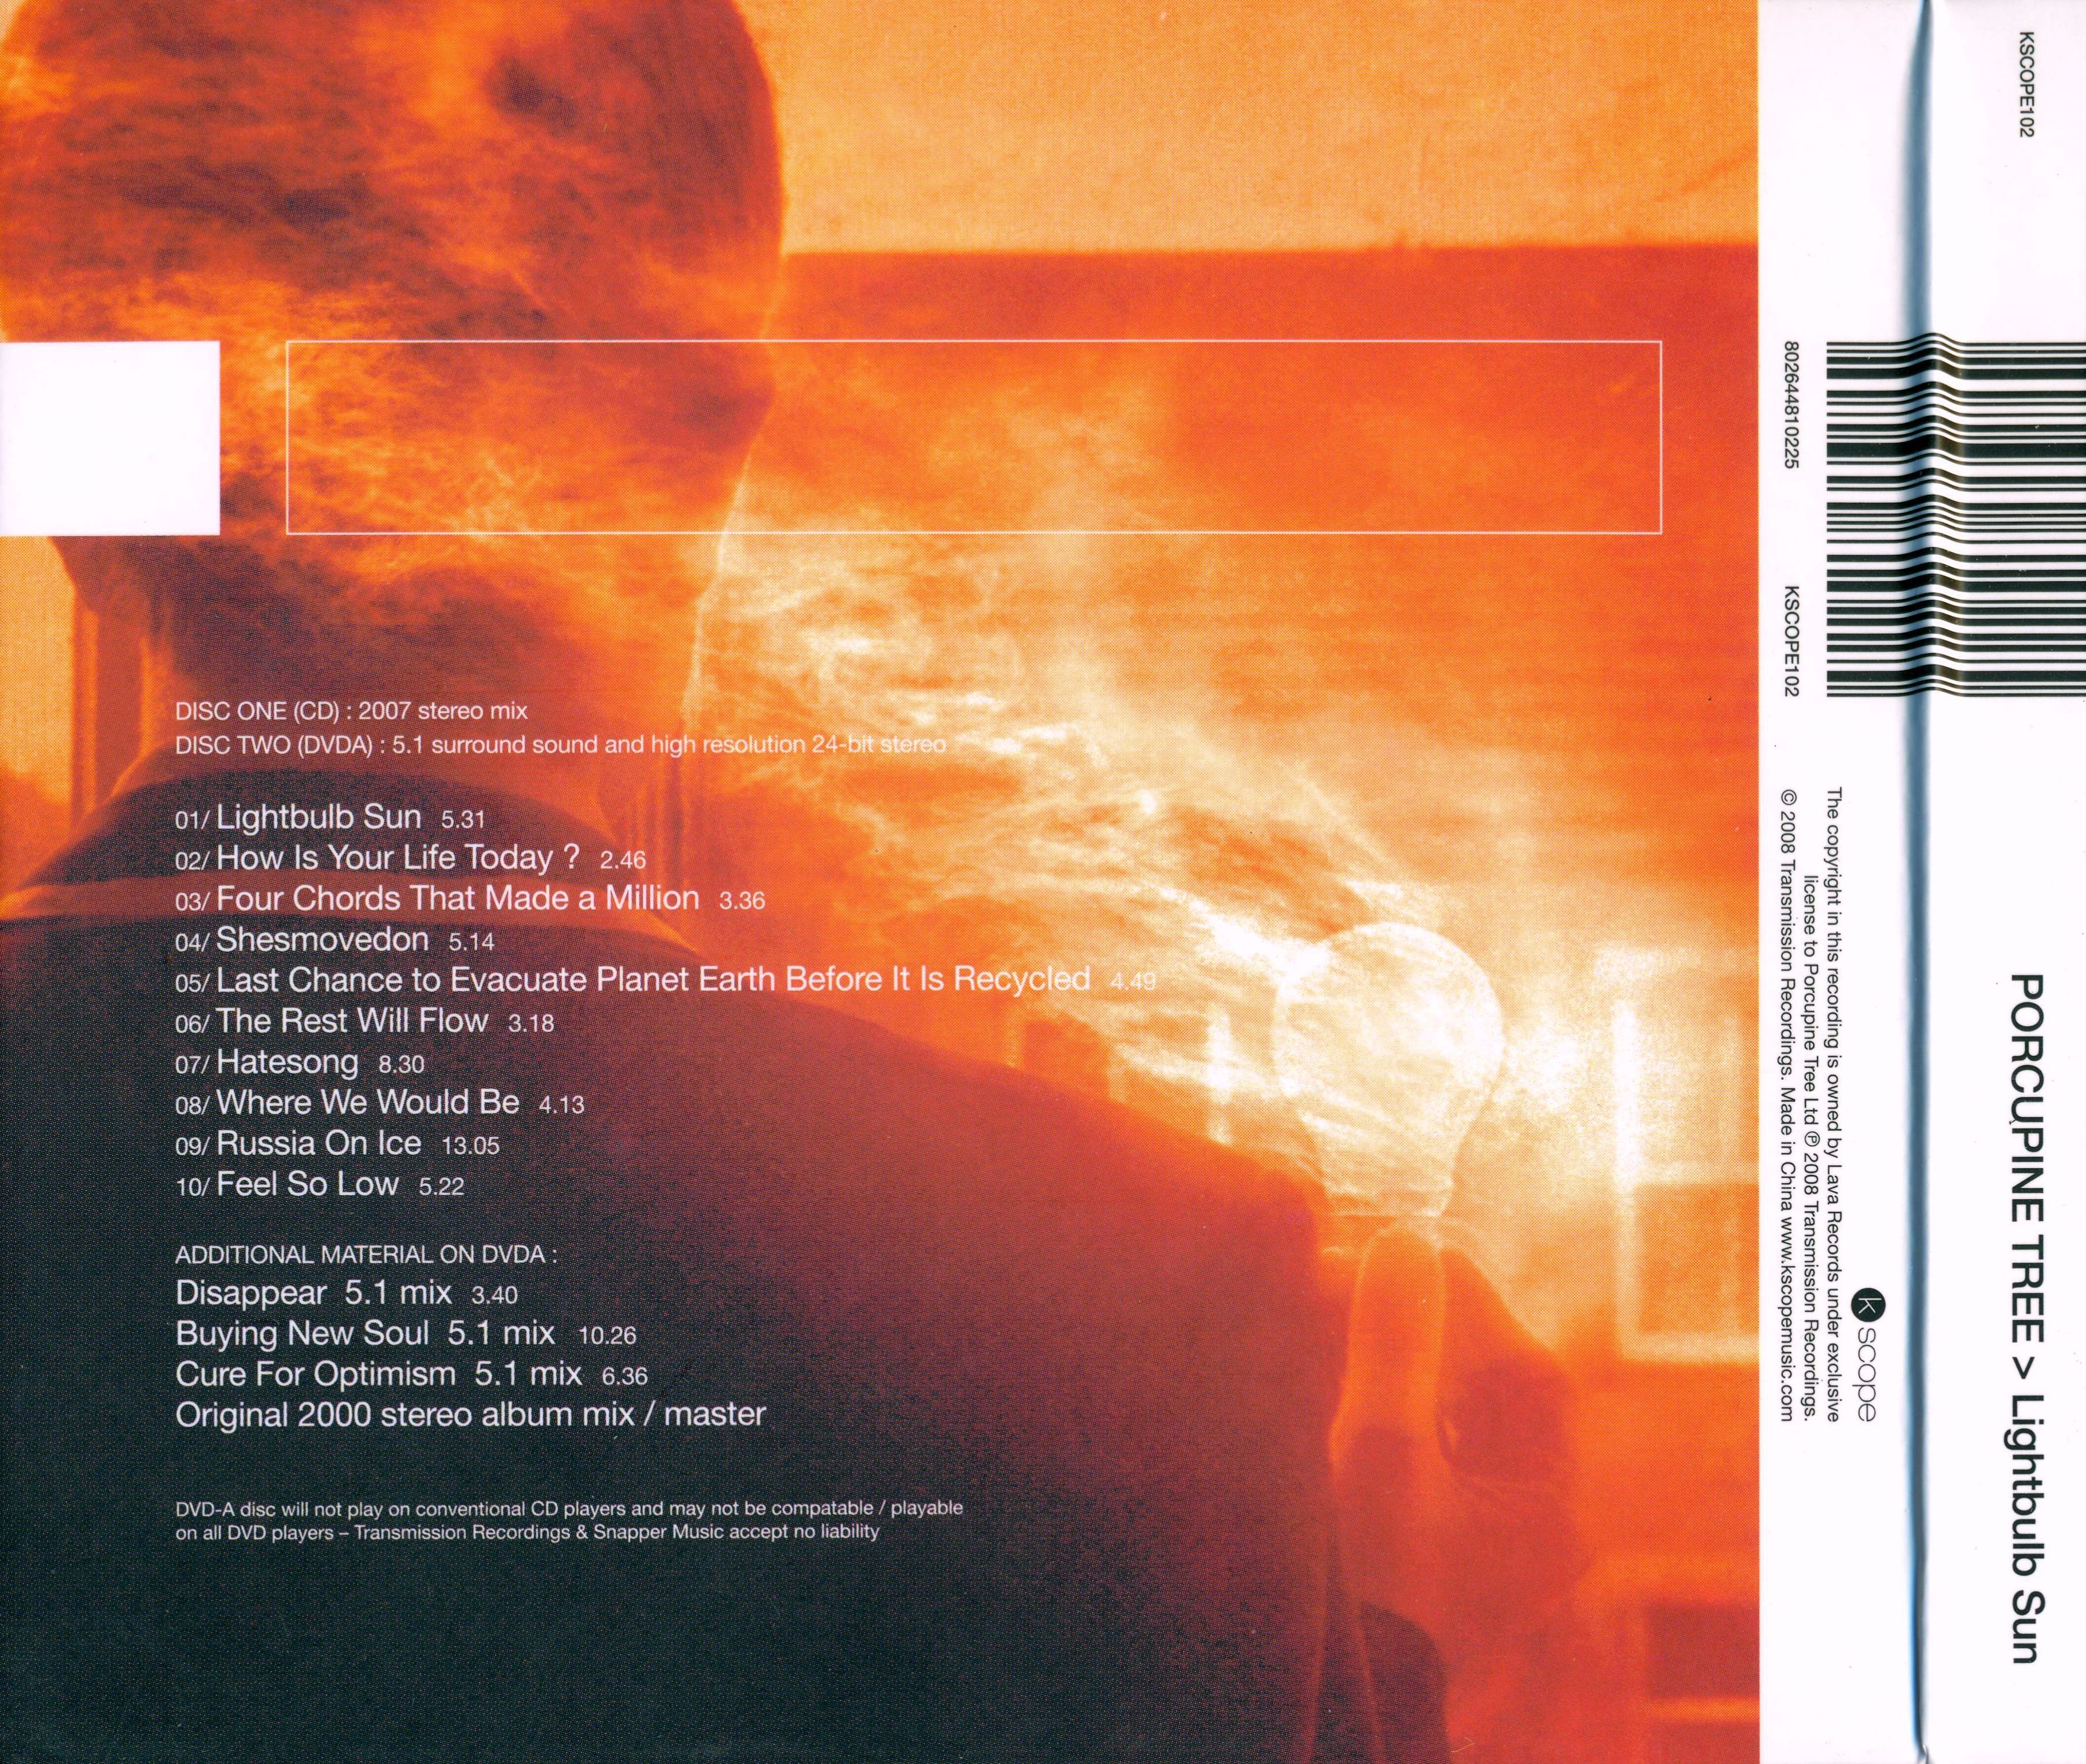 DISC ONE (CD) : 2007 stereo mix
DISC TWO (DVDA) : 5.1 surround sound and high resolution 24-bit stereo
01/ Lightbulb Sun 5.31
02/ How Is Your Life Today ? 2.46
03/ Four Chords That Made a Million 3.36
04/ Shesmovedon 5.14
05/ Last Chance to Evacuate Planet Earth Before It Is Recycled 4.49
06/ The Rest Will Flow 3.18
07/ Hatesong 8.30
08/ Where We Would Be 4.13
09/ Russia On Ice 13.05
10/ Feel So Low 5.22
ADDITIONAL MATERIAL ON DVDA :
Disappear 5.1 mix 3.40
Buying New Soul 5.1 mix 10.26
Cure For Optimism 5.1 mix 6.36
Original 2000 stereo album mix / master
DVD-A disc will not play on conventional CD players and may not be compatable / playable
on all DVD players – Transmission Recordings & Snapper Music accept no liability
802644810225
KSCOPE102
The copyright in this recording is owned by Lava Records under exclusive
license to Porcupine Tree Ltd ℗ 2008 Transmission Recordings.
© 2008 Transmission Recordings. Made in China www.kscopemusic.com
k scope
KSCOPE102
PORCUPINE TREE > Lightbulb Sun